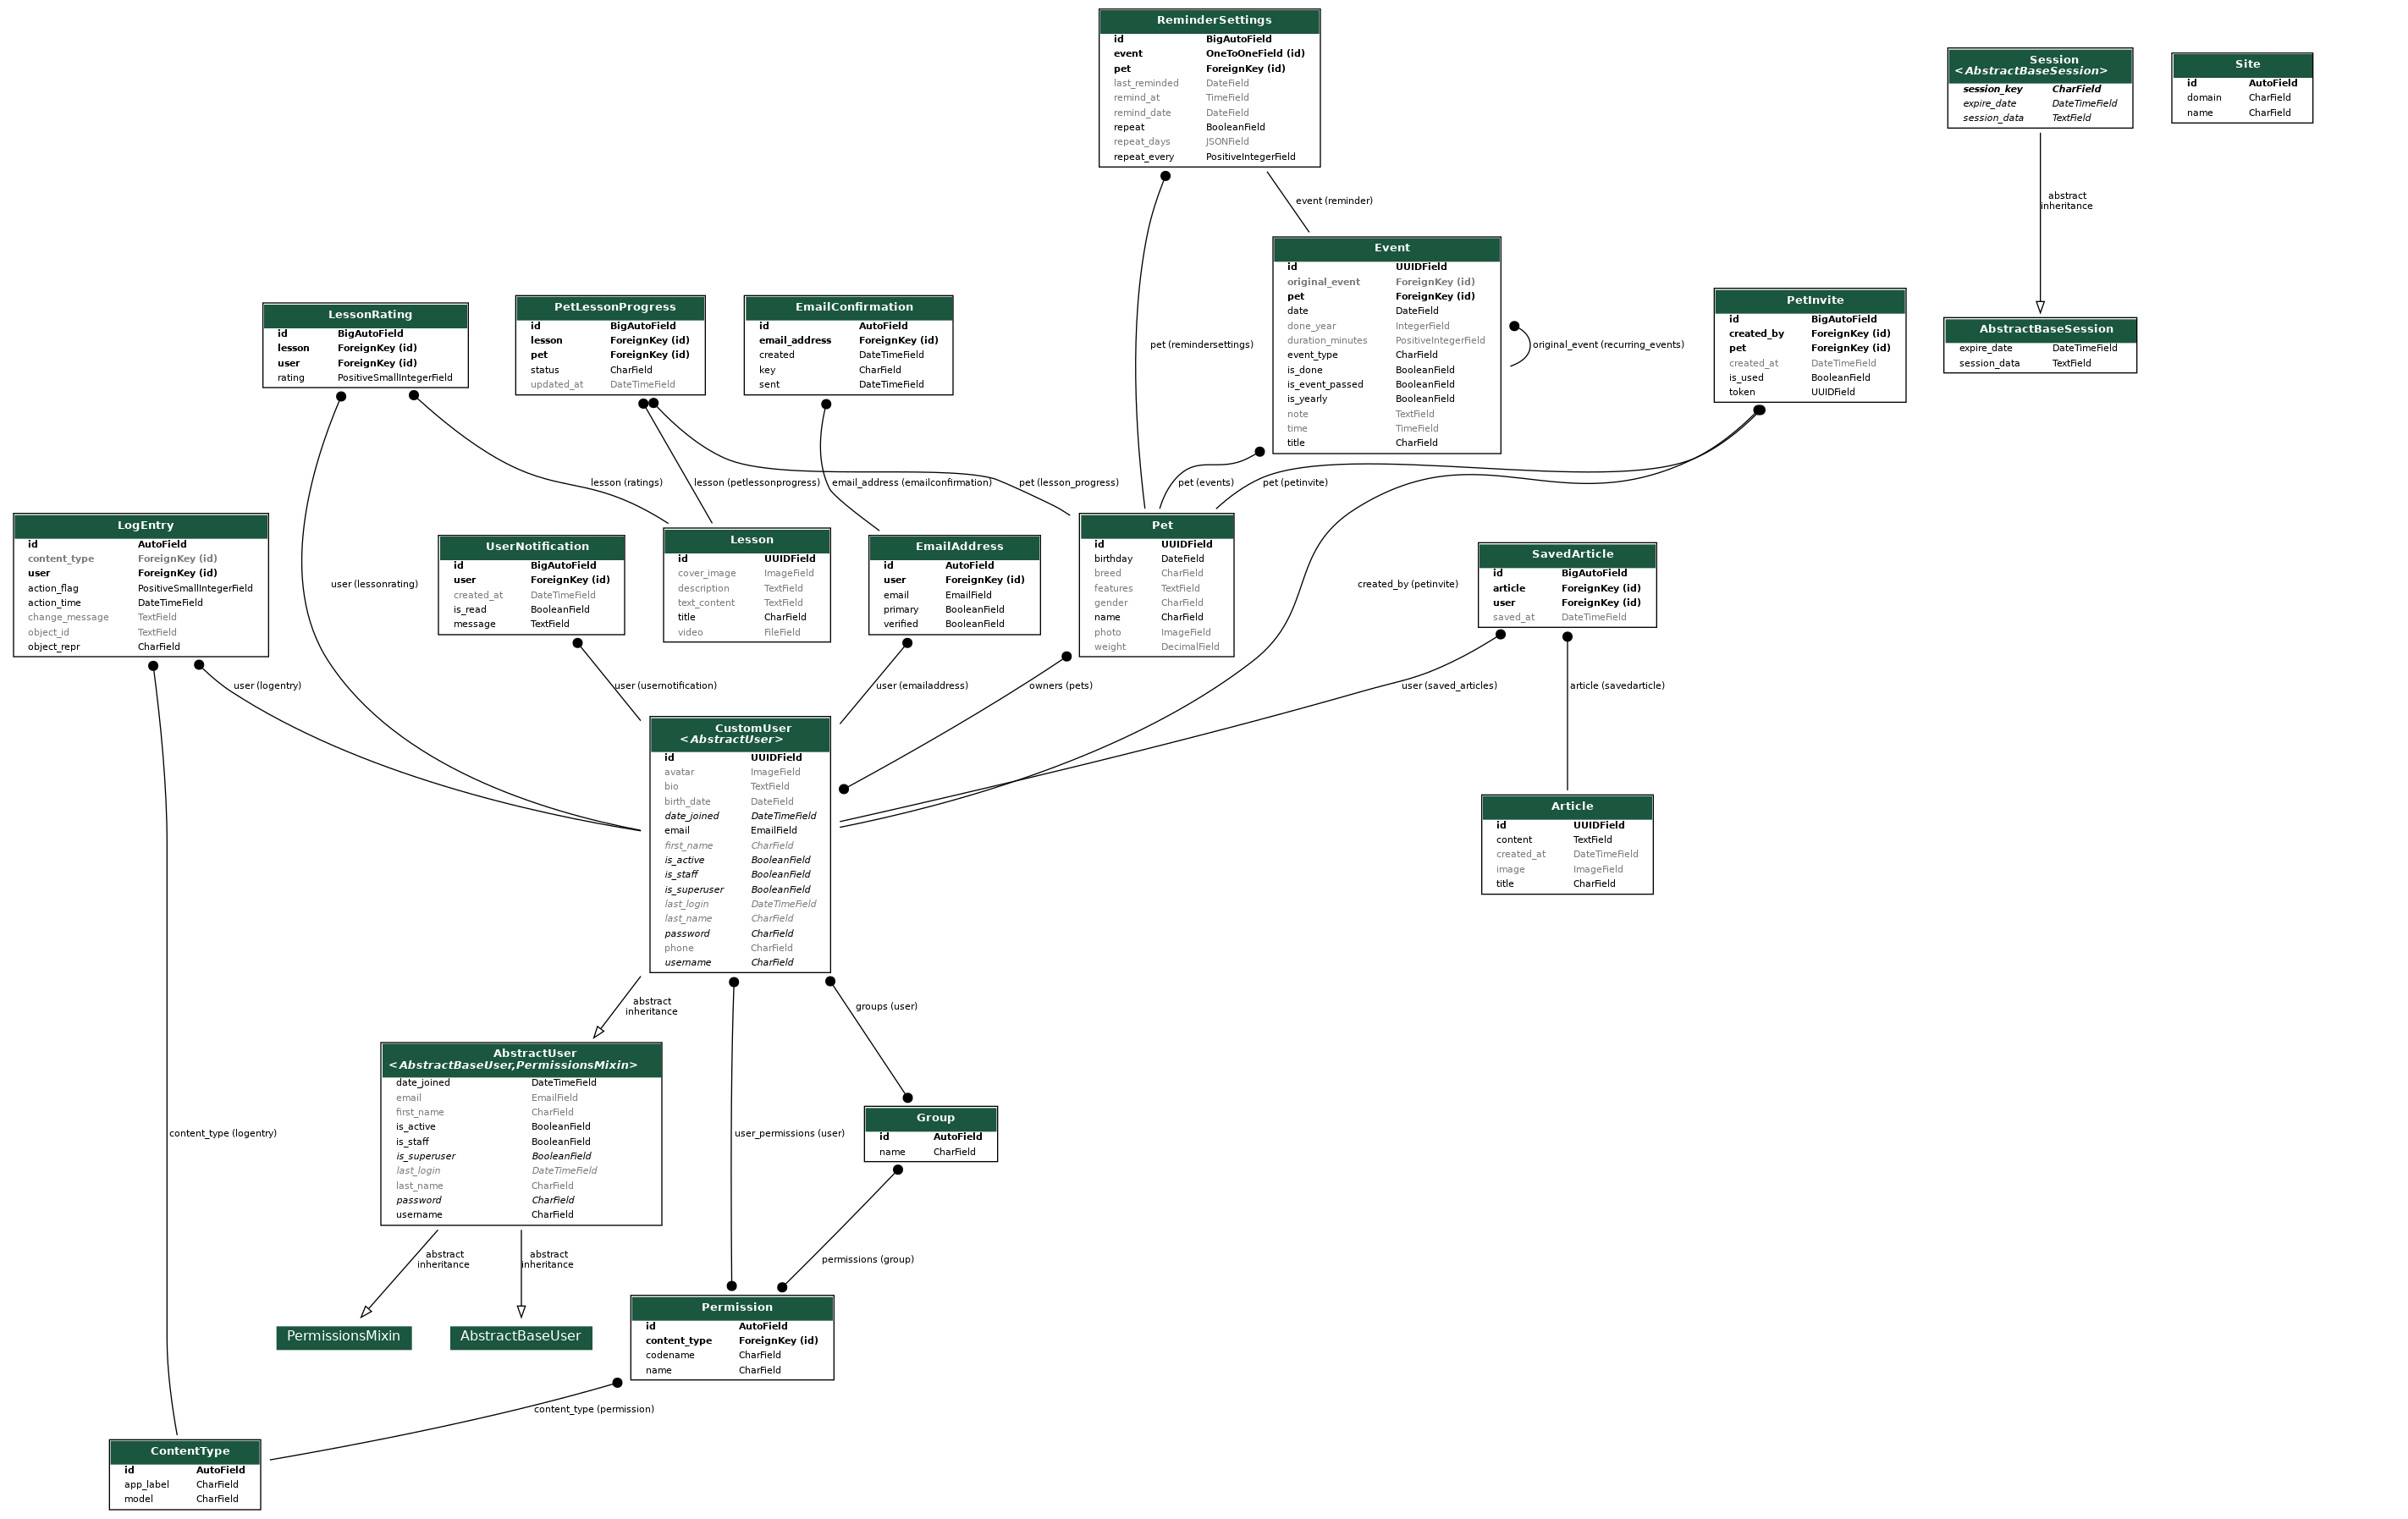 ReminderSettings
id BigAutoField
event OneToOneField (id)
pet ForeignKey (id)
last_reminded DateField
remind_at TimeField
remind_date DateField
repeat BooleanField
repeat_days JSONField
repeat_every PositiveIntegerField
Session
<AbstractBaseSession>
session_key CharField
expire_date DateTimeField
session_data TextField
Site
id AutoField
domain CharField
name CharField
event (reminder)
abstract
inheritance
Event
id UUIDField
original_event ForeignKey (id)
pet ForeignKey (id)
date DateField
done_year IntegerField
duration_minutes PositiveIntegerField
event_type CharField
is_done BooleanField
is_event_passed BooleanField
is_yearly BooleanField
note TextField
time TimeField
title CharField
original_event (recurring_events)
pet (remindersettings)
LessonRating
id BigAutoField
lesson ForeignKey (id)
user ForeignKey (id)
rating PositiveSmallIntegerField
PetLessonProgress
id BigAutoField
lesson ForeignKey (id)
pet ForeignKey (id)
status CharField
updated_at DateTimeField
EmailConfirmation
id AutoField
email_address ForeignKey (id)
created DateTimeField
key CharField
sent DateTimeField
PetInvite
id BigAutoField
created_by ForeignKey (id)
pet ForeignKey (id)
created_at DateTimeField
is_used BooleanField
token UUIDField
AbstractBaseSession
expire_date DateTimeField
session_data TextField
lesson (ratings)
lesson (petlessonprogress)
email_address (emailconfirmation)
pet (lesson_progress)
pet (events)
pet (petinvite)
LogEntry
id AutoField
content_type ForeignKey (id)
user ForeignKey (id)
action_flag PositiveSmallIntegerField
action_time DateTimeField
change_message TextField
object_id TextField
object_repr CharField
user (lessonrating)
UserNotification
id BigAutoField
user ForeignKey (id)
created_at DateTimeField
is_read BooleanField
message TextField
Lesson
id UUIDField
cover_image ImageField
description TextField
text_content TextField
title CharField
video FileField
EmailAddress
id AutoField
user ForeignKey (id)
email EmailField
primary BooleanField
verified BooleanField
Pet
id UUIDField
birthday DateField
breed CharField
features TextField
gender CharField
name CharField
photo ImageField
weight DecimalField
created_by (petinvite)
SavedArticle
id BigAutoField
article ForeignKey (id)
user ForeignKey (id)
saved_at DateTimeField
user (logentry)
user (usernotification)
user (emailaddress)
owners (pets)
user (saved_articles)
article (savedarticle)
CustomUser
<AbstractUser>
id UUIDField
avatar ImageField
bio TextField
birth_date DateField
date_joined DateTimeField
email EmailField
first_name CharField
is_active BooleanField
is_staff BooleanField
is_superuser BooleanField
last_login DateTimeField
last_name CharField
password CharField
phone CharField
username CharField
Article
id UUIDField
content TextField
created_at DateTimeField
image ImageField
title CharField
abstract
inheritance
groups (user)
AbstractUser
<AbstractBaseUser,PermissionsMixin>
date_joined DateTimeField
email EmailField
first_name CharField
is_active BooleanField
is_staff BooleanField
is_superuser BooleanField
last_login DateTimeField
last_name CharField
password CharField
username CharField
content_type (logentry)
user_permissions (user)
Group
id AutoField
name CharField
abstract
inheritance
abstract
inheritance
permissions (group)
PermissionsMixin
AbstractBaseUser
Permission
id AutoField
content_type ForeignKey (id)
codename CharField
name CharField
content_type (permission)
ContentType
id AutoField
app_label CharField
model CharField